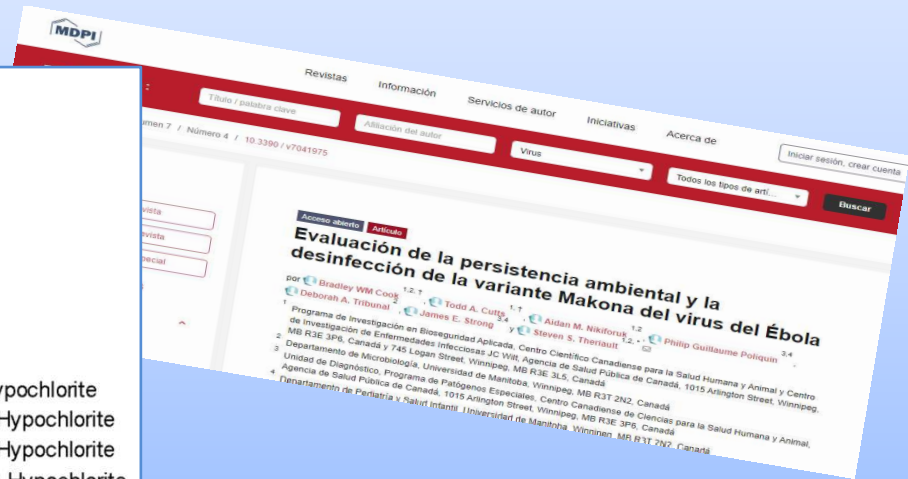 MDPI
Revistas Información Servicios de autor Iniciativas Acerca de
Iniciar sesión, crear cuenta
Título / palabra clave Afiliación del autor Virus Todos los tipos de artí... Buscar
7 / Número 4 / 10.3390 / v7041975
Acceso abierto Artículo
Evaluación de la persistencia ambiental y la
desinfección de la variante Makona del virus del Ébola
por Bradley WM Cook 1,2, †, Todd A. Cutts 1, †, Aidan M. Nikiforuk 1,2, Philip Guillaume Poliquin 3,4,
Deborah A. Tribunal 2, James E. Strong 3,4 y Steven S. Theriault 1,2, *
1 Programa de Investigación en Bioseguridad Aplicada, Centro Científico Canadiense para la Salud Humana y Animal y Centro
de Investigación de Enfermedades Infecciosas JC Wilt, Agencia de Salud Pública de Canadá, 1015 Arlington Street, Winnipeg,
MB R3E 3P6, Canadá y 745 Logan Street, Winnipeg, MB R3E 3L5, Canadá
2 Departamento de Microbiología, Universidad de Manitoba, Winnipeg, MB R3T 2N2, Canadá
3 Unidad de Diagnóstico, Programa de Patógenos Especiales, Centro Canadiense de Ciencias para la Salud Humana y Animal,
Agencia de Salud Pública de Canadá, 1015 Arlington Street, Winnipeg, MB R3E 3P6, Canadá
4 Departamento de Pediatría y Salud Infantil, Universidad de Manitoba, Winnipeg, MB R3T 2N2, Canadá
Hypochlorite
Hypochlorite
Hypochlorite